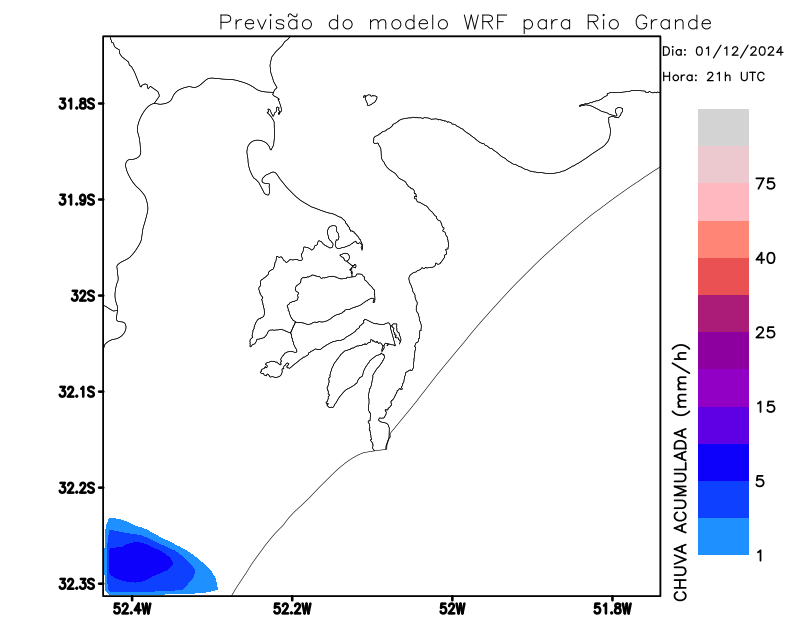 Previsão do modelo WRF para Rio Grande
Dia: 01/12/2024
Hora: 21h UTC
31.8S
31.9S
32S
32.1S
32.2S
32.3S
52.4W
52.2W
52W
51.8W
75
40
25
15
5
1
CHUVA ACUMULADA (mm/h)